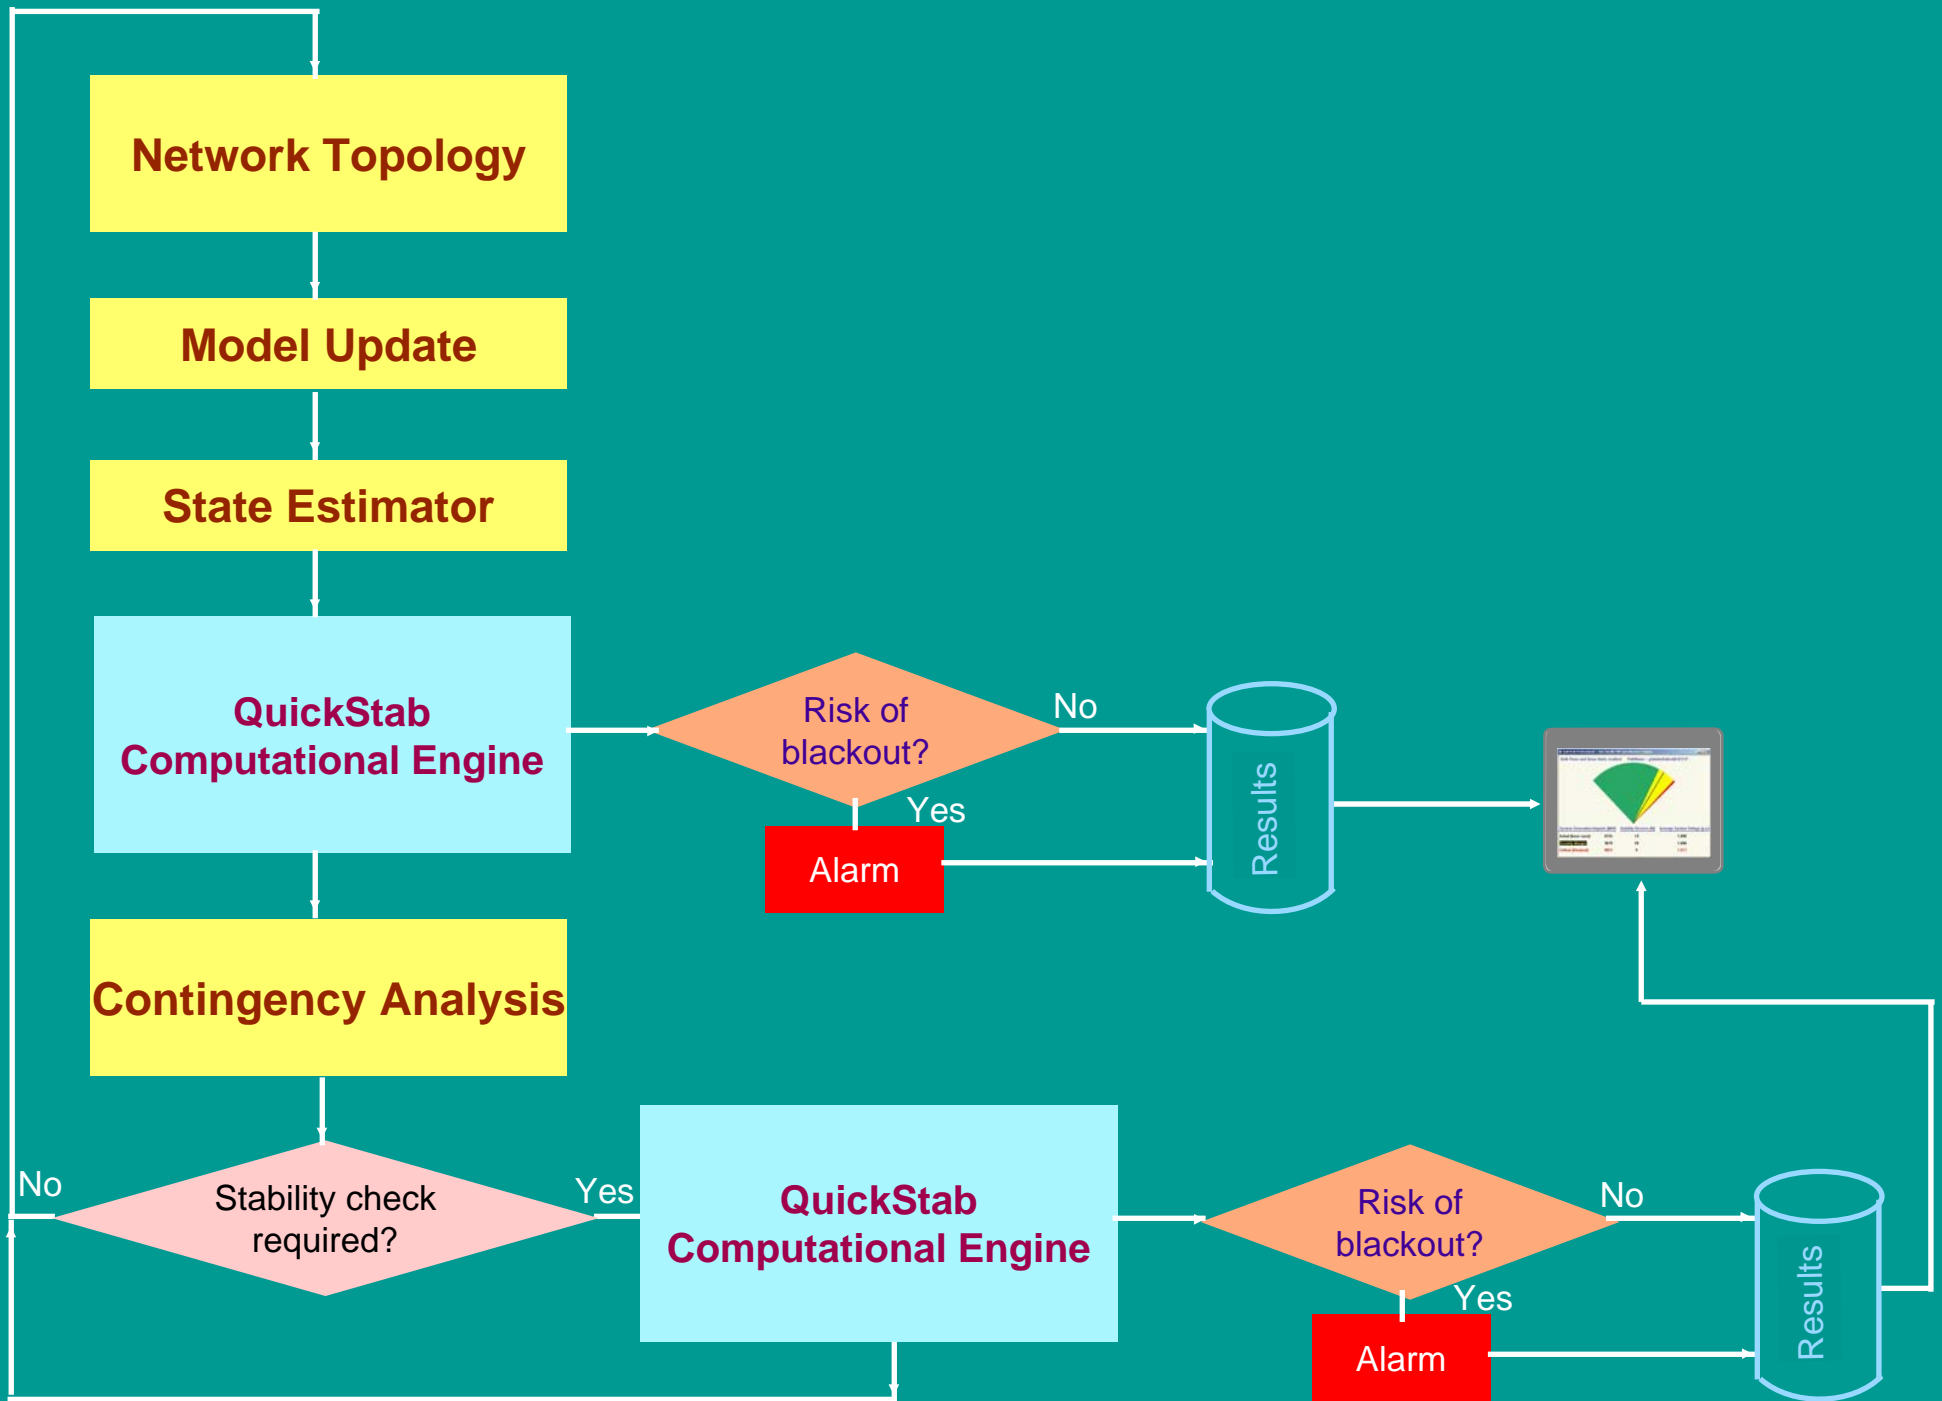 Network Topology
Model Update
State Estimator
QuickStab
Computational Engine
Risk of
blackout?
No
Yes
Alarm
Results
Contingency Analysis
Stability check
required?
No
Yes
QuickStab
Computational Engine
Risk of
blackout?
No
Yes
Alarm
Results